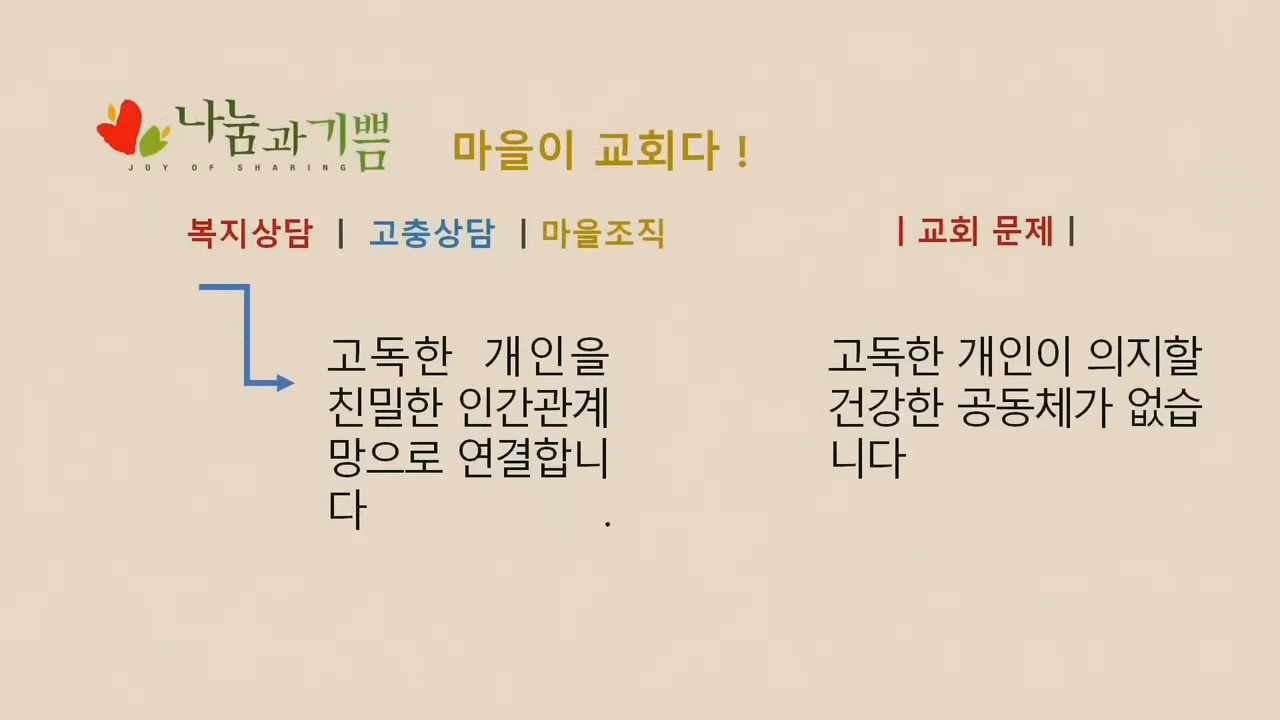 나눔과기쁨
JOY OF SHARING
마을이 교회다 !
복지상담 | 고충상담 | 마을조직
| 교회 문제 |
고독한 개인을
친밀한 인간관계
망으로 연결합니
다 .
고독한 개인이 의지할
건강한 공동체가 없습
니다